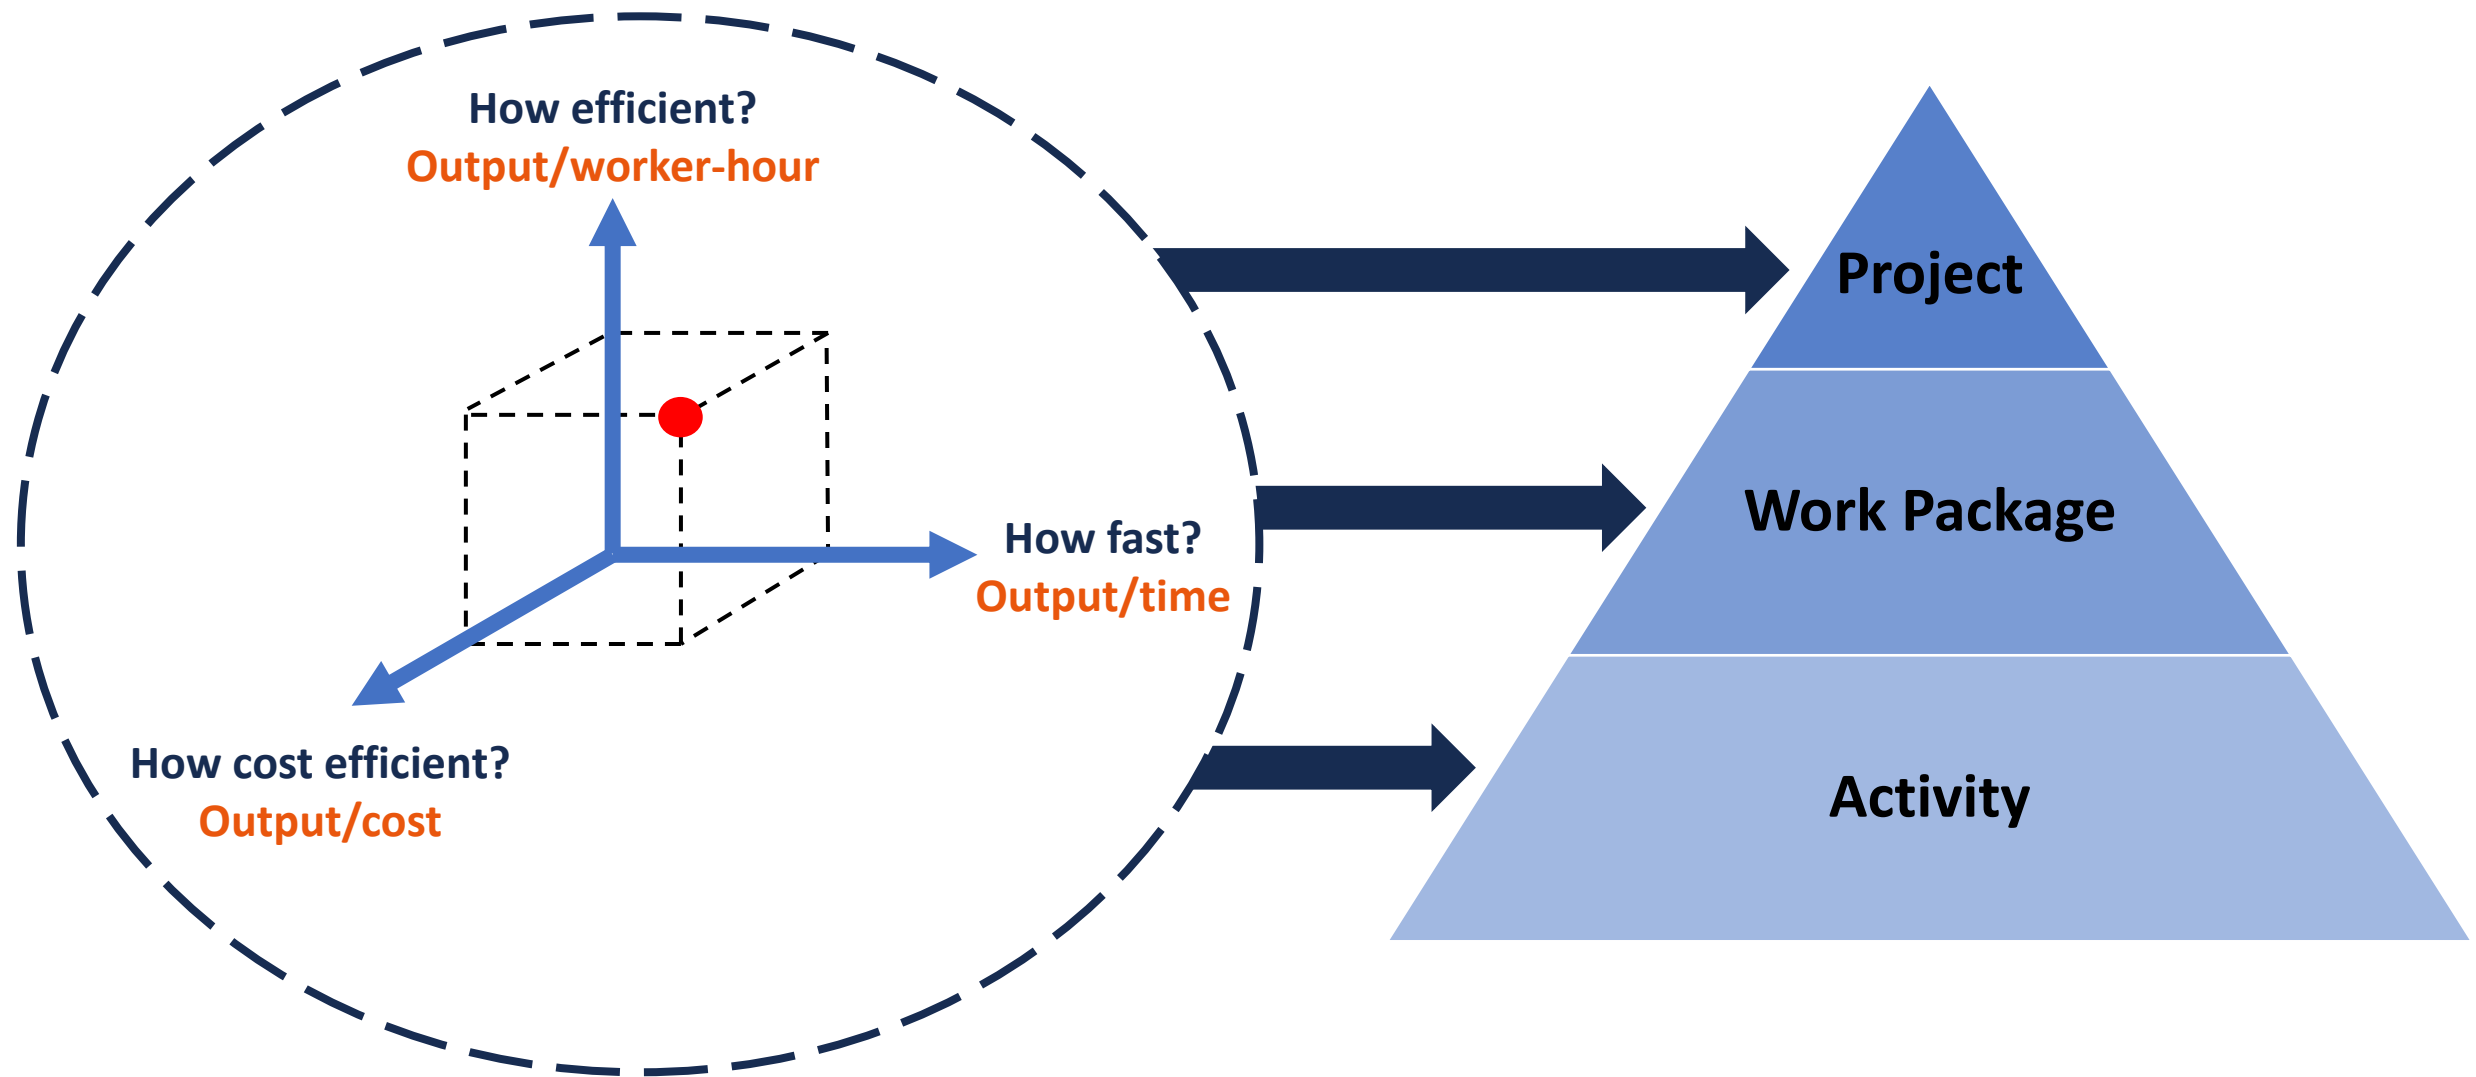 How efficient?
Output/worker-hour
How fast?
Output/time
How cost efficient?
Output/cost
Project
Work Package
Activity